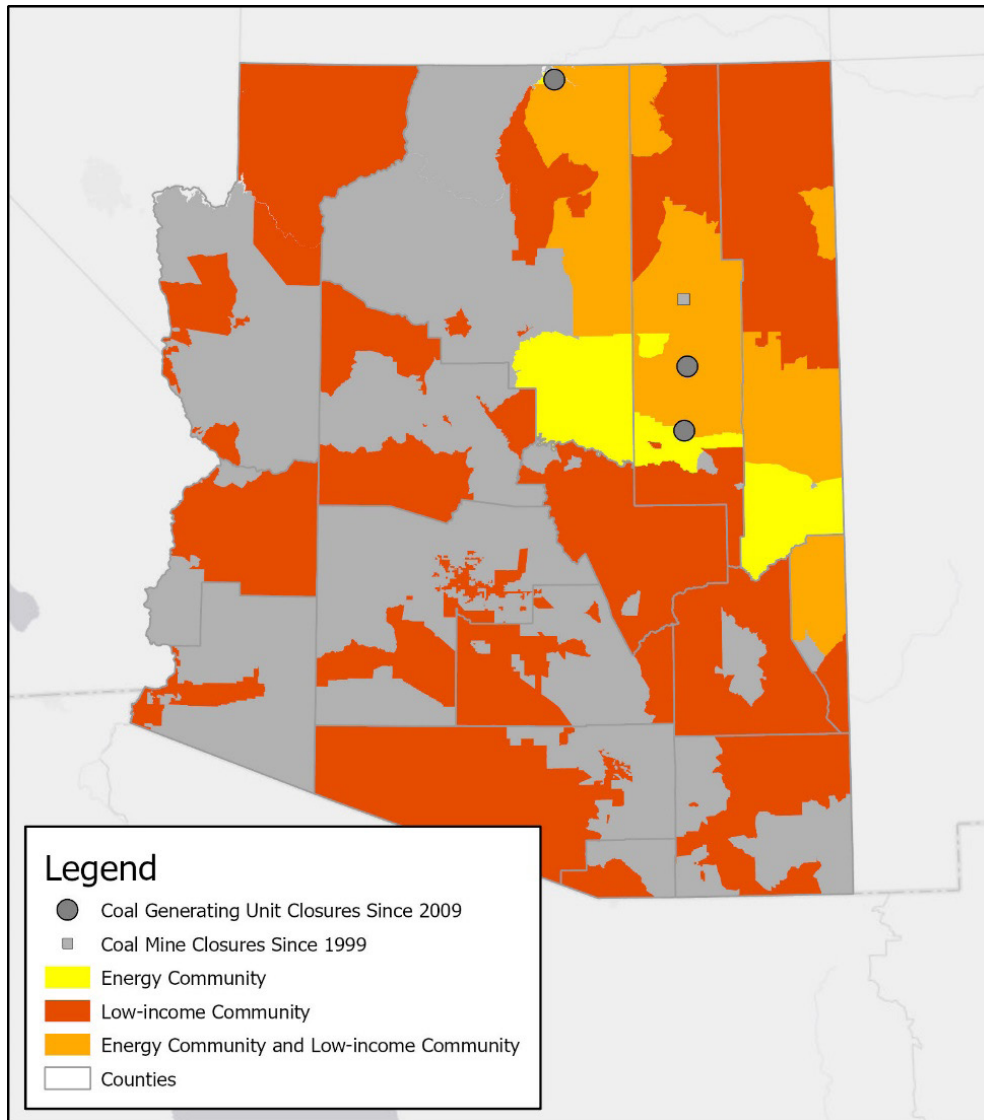 Legend
Coal Generating Unit Closures Since 2009
Coal Mine Closures Since 1999
Energy Community
Low-income Community
Energy Community and Low-income Community
Counties